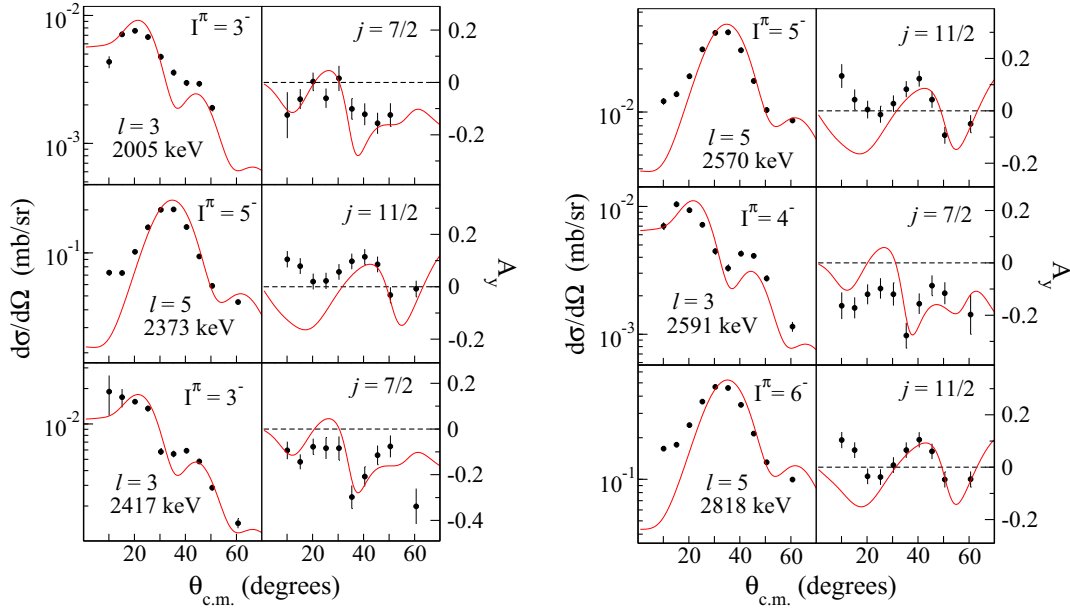 10⁻²
10⁻³
I^π = 3⁻
l = 3
2005 keV
j = 7/2
0.2
0
-0.2
10⁻¹
I^π = 5⁻
l = 5
2373 keV
j = 11/2
0.2
0
-0.2
10⁻²
I^π = 3⁻
l = 3
2417 keV
j = 7/2
0.2
0
-0.2
-0.4
dσ/dΩ (mb/sr)
A_y
20 40 60 20 40 60
θ_c.m. (degrees)
10⁻²
I^π = 5⁻
l = 5
2570 keV
j = 11/2
0.2
0
-0.2
10⁻²
10⁻³
I^π = 4⁻
l = 3
2591 keV
j = 7/2
0.2
0
-0.2
10⁻¹
I^π = 6⁻
l = 5
2818 keV
j = 11/2
0.2
0
-0.2
dσ/dΩ (mb/sr)
A_y
20 40 60 20 40 60
θ_c.m. (degrees)